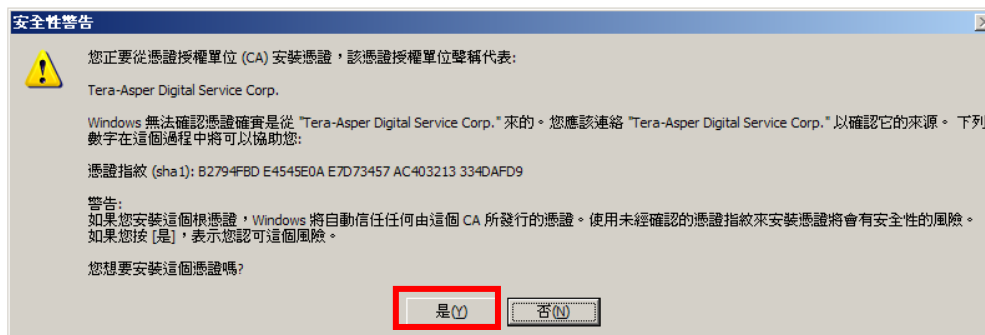 安全性警告
您正要從憑證授權單位 (CA) 安裝憑證，該憑證授權單位聲稱代表:
Tera-Asper Digital Service Corp.
Windows 無法確認憑證確實是從 "Tera-Asper Digital Service Corp." 來的。您應該連絡 "Tera-Asper Digital Service Corp." 以確認它的來源。 下列
數字在這個過程中將可以協助您:
憑證指紋 (sha1): B2794FBD E4545E0A E7D73457 AC403213 334DAFD9
警告:
如果您安裝這個根憑證，Windows 將自動信任任何由這個 CA 所發行的憑證。使用未經確認的憑證指紋來安裝憑證將會有安全性的風險。
如果您按 [是]，表示您認可這個風險。
您想要安裝這個憑證嗎?
是(Y) 否(N)